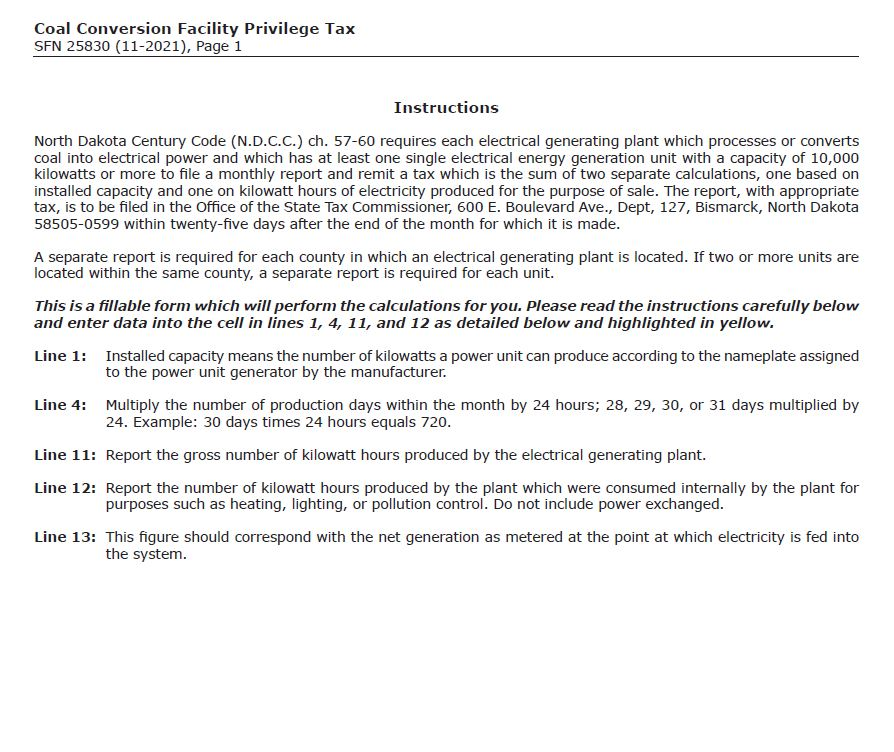 Coal Conversion Facility Privilege Tax
SFN 25830 (11-2021), Page 1
Instructions
North Dakota Century Code (N.D.C.C.) ch. 57-60 requires each electrical generating plant which processes or converts
coal into electrical power and which has at least one single electrical energy generation unit with a capacity of 10,000
kilowatts or more to file a monthly report and remit a tax which is the sum of two separate calculations, one based on
installed capacity and one on kilowatt hours of electricity produced for the purpose of sale. The report, with appropriate
tax, is to be filed in the Office of the State Tax Commissioner, 600 E. Boulevard Ave., Dept, 127, Bismarck, North Dakota
58505-0599 within twenty-five days after the end of the month for which it is made.
A separate report is required for each county in which an electrical generating plant is located. If two or more units are
located within the same county, a separate report is required for each unit.
This is a fillable form which will perform the calculations for you. Please read the instructions carefully below
and enter data into the cell in lines 1, 4, 11, and 12 as detailed below and highlighted in yellow.
Line 1: Installed capacity means the number of kilowatts a power unit can produce according to the nameplate assigned
to the power unit generator by the manufacturer.
Line 4: Multiply the number of production days within the month by 24 hours; 28, 29, 30, or 31 days multiplied by
24. Example: 30 days times 24 hours equals 720.
Line 11: Report the gross number of kilowatt hours produced by the electrical generating plant.
Line 12: Report the number of kilowatt hours produced by the plant which were consumed internally by the plant for
purposes such as heating, lighting, or pollution control. Do not include power exchanged.
Line 13: This figure should correspond with the net generation as metered at the point at which electricity is fed into
the system.